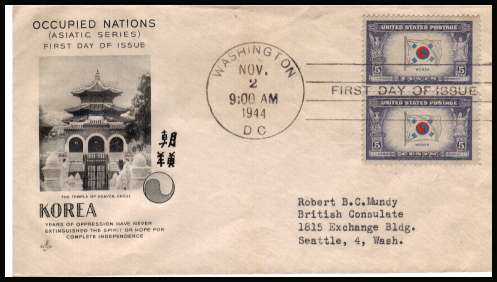 OCCUPIED NATIONS
(ASIATIC SERIES)
FIRST DAY OF ISSUE
THE TEMPLE OF HEAVEN, SEOUL
朝
鮮
KOREA
YEARS OF OPPRESSION HAVE NEVER
EXTINGUISHED THE SPIRIT OR HOPE FOR
COMPLETE INDEPENDENCE
WASHINGTON
NOV.
2
9:00 AM
1944
D C
UNITED STATES POSTAGE
KOREA
5 5
FIRST DAY OF ISSUE
UNITED STATES POSTAGE
KOREA
5 5
Robert B.C.Mundy
British Consulate
1815 Exchange Bldg.
Seattle, 4, Wash.